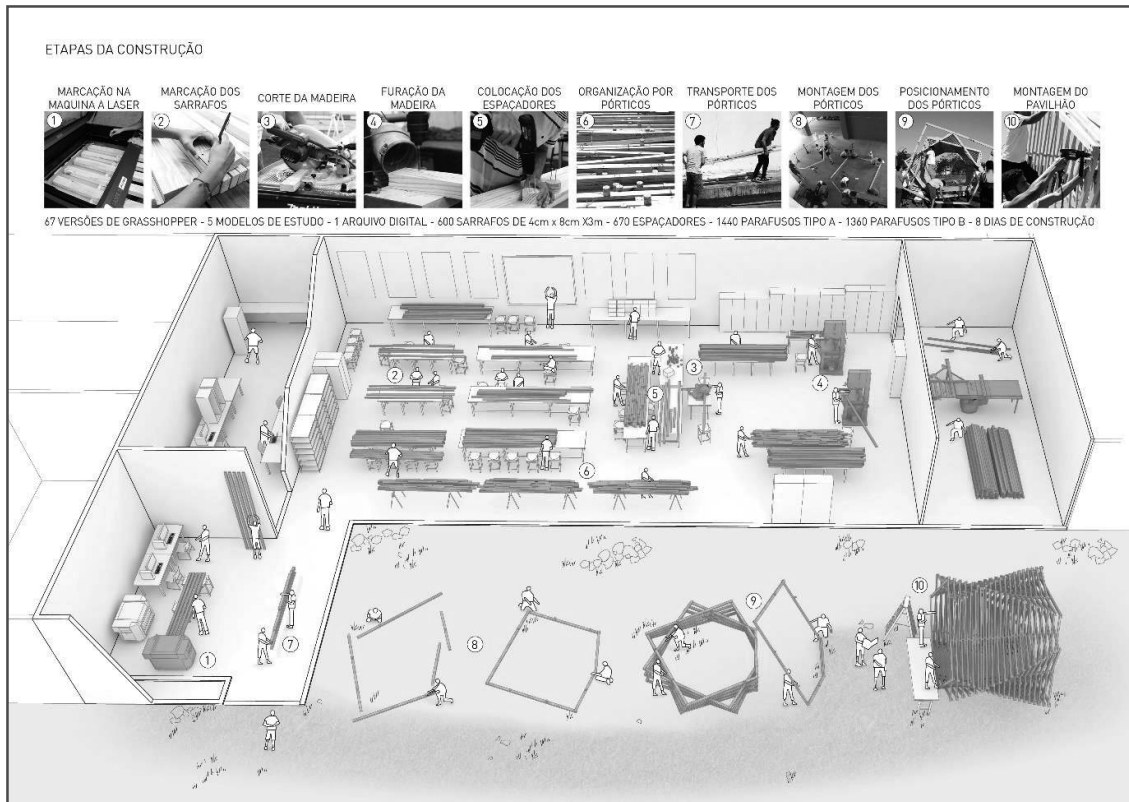 ETAPAS DA CONSTRUÇÃO
MARCAÇÃO NA
MAQUINA A LASER
MARCAÇÃO DOS
SARRAFOS
CORTE DA MADEIRA
FURAÇÃO DA
MADEIRA
COLOCAÇÃO DOS
ESPAÇADORES
ORGANIZAÇÃO POR
PÓRTICOS
TRANSPORTE DOS
PÓRTICOS
MONTAGEM DOS
PÓRTICOS
POSICIONAMENTO
DOS PÓRTICOS
MONTAGEM DO
PAVILHÃO
1
2
3
4
5
6
7
8
9
10
67 VERSÕES DE GRASSHOPPER - 5 MODELOS DE ESTUDO - 1 ARQUIVO DIGITAL - 600 SARRAFOS DE 4cm x 8cm X3m - 670 ESPAÇADORES - 1440 PARAFUSOS TIPO A - 1360 PARAFUSOS TIPO B - 8 DIAS DE CONSTRUÇÃO
3
2
4
5
6
10
9
7
8
1